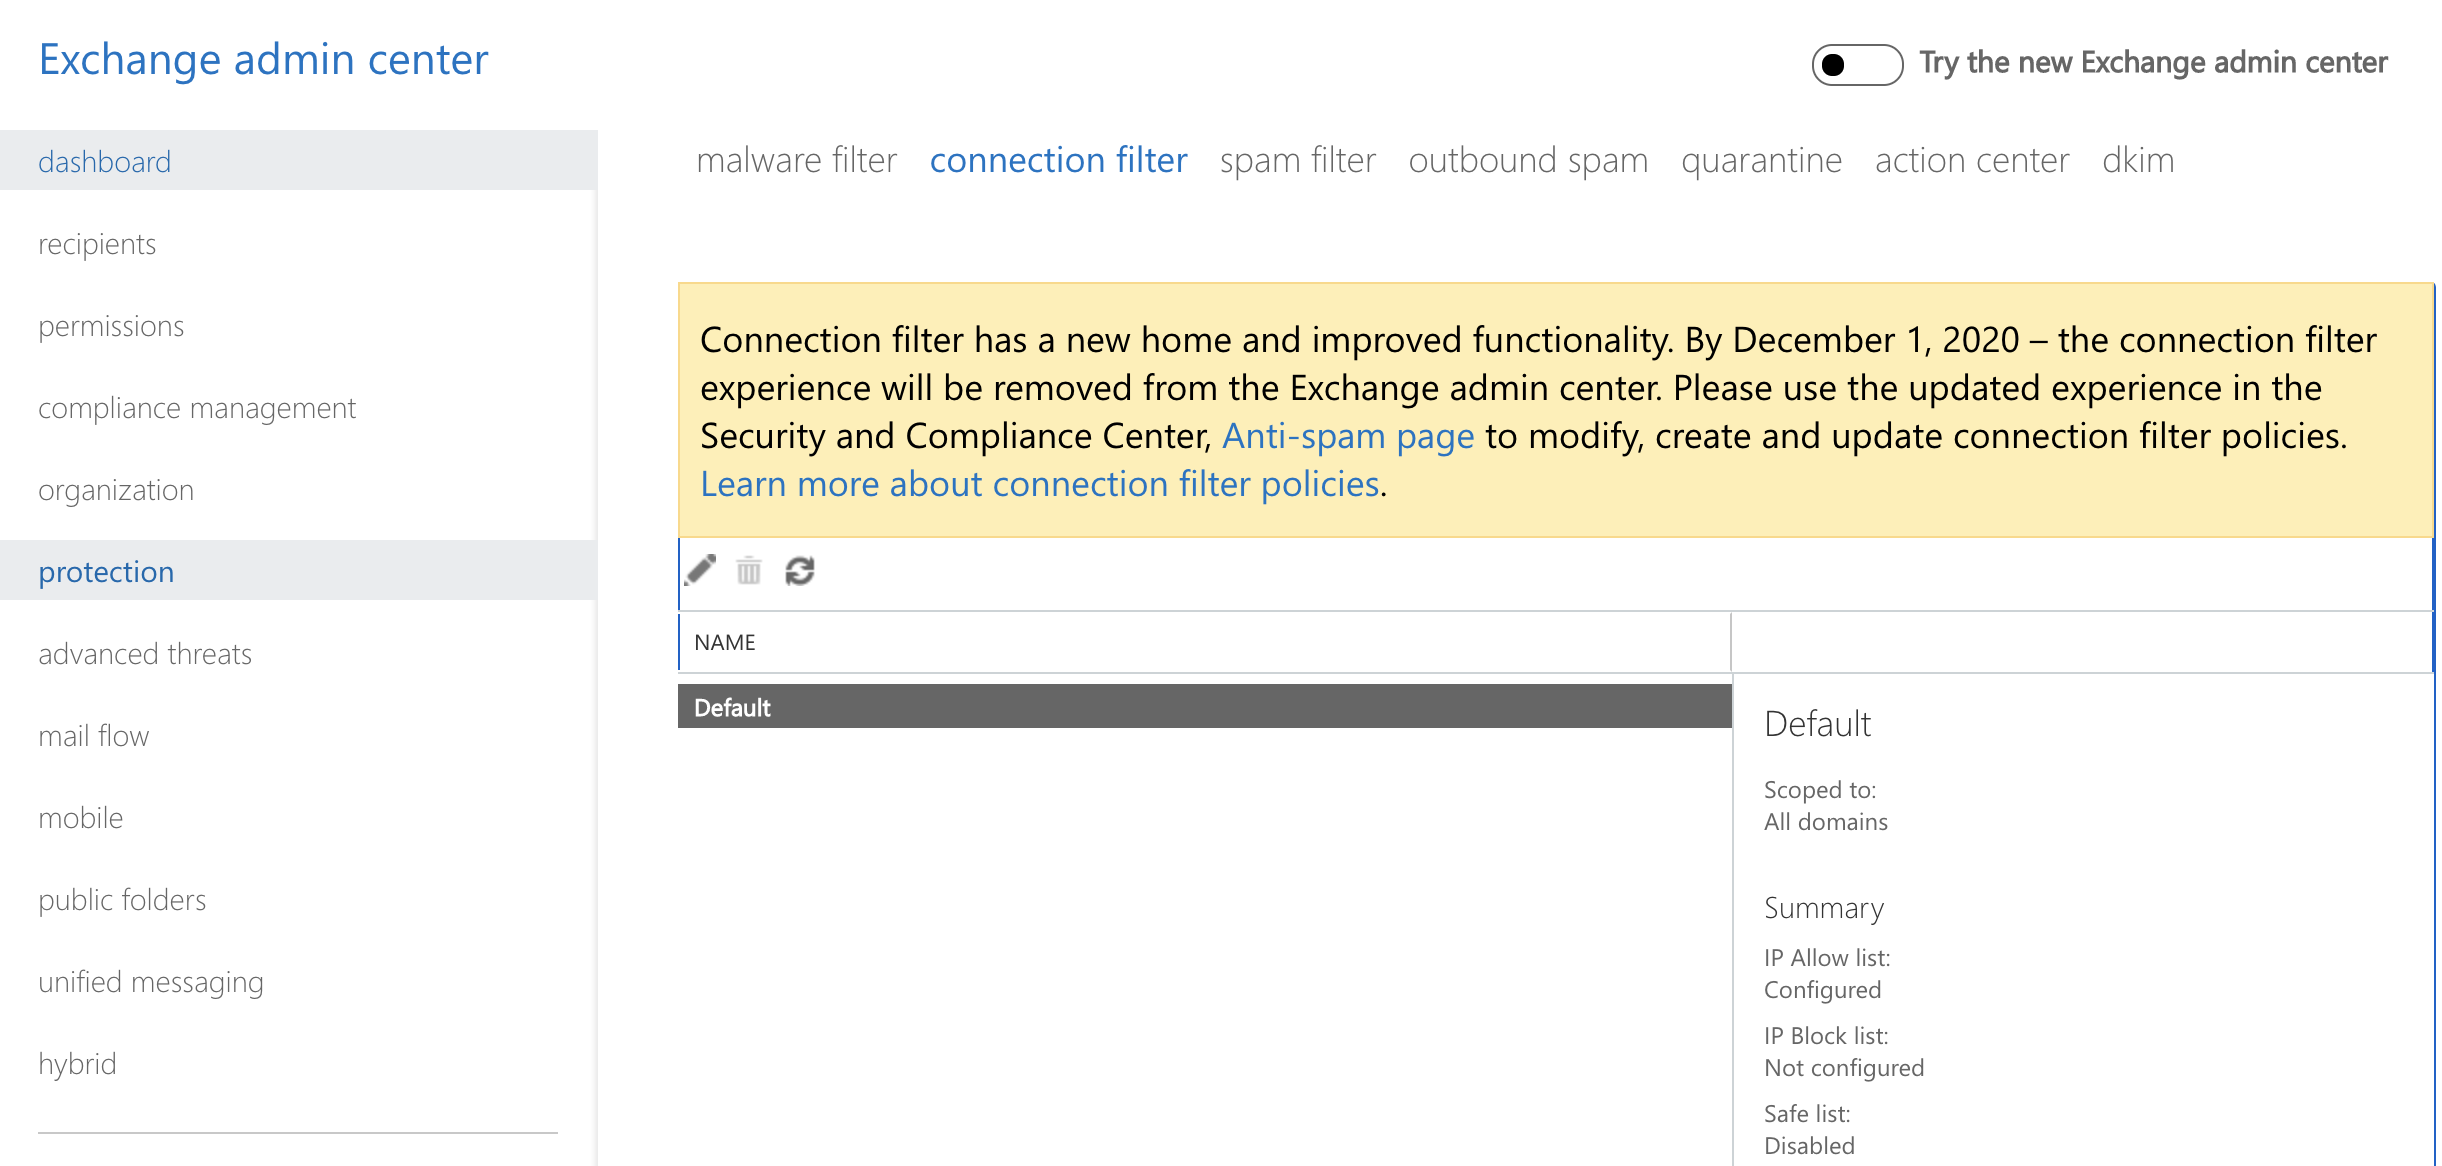 Exchange admin center
Try the new Exchange admin center
dashboard
recipients
permissions
compliance management
organization
protection
advanced threats
mail flow
mobile
public folders
unified messaging
hybrid
malware filter connection filter spam filter outbound spam quarantine action center dkim
Connection filter has a new home and improved functionality. By December 1, 2020 – the connection filter
experience will be removed from the Exchange admin center. Please use the updated experience in the
Security and Compliance Center, Anti-spam page to modify, create and update connection filter policies.
Learn more about connection filter policies.
NAME
Default
Default
Scoped to:
All domains
Summary
IP Allow list:
Configured
IP Block list:
Not configured
Safe list:
Disabled